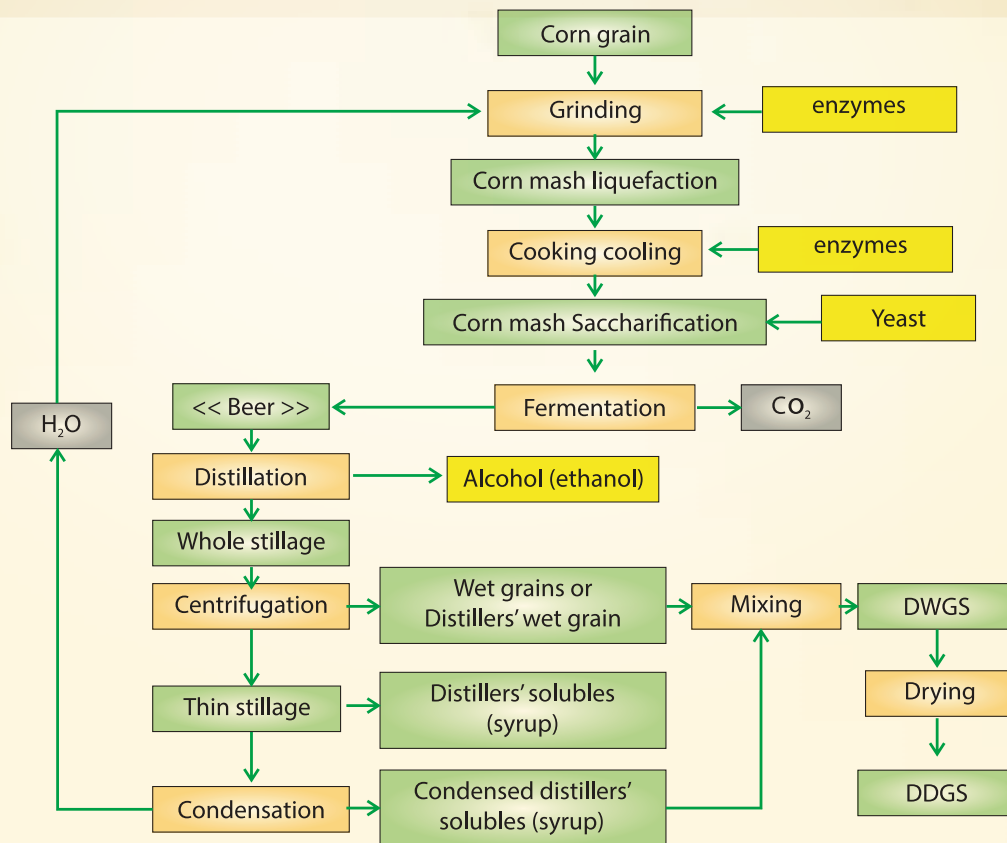 Corn grain
Grinding
enzymes
Corn mash liquefaction
Cooking cooling
enzymes
Corn mash Saccharification
Yeast
H₂O
<< Beer >>
Fermentation
CO₂
Distillation
Alcohol (ethanol)
Whole stillage
Centrifugation
Wet grains or
Distillers’ wet grain
Mixing
DWGS
Thin stillage
Distillers’ solubles
(syrup)
Drying
Condensation
Condensed distillers’
solubles (syrup)
DDGS